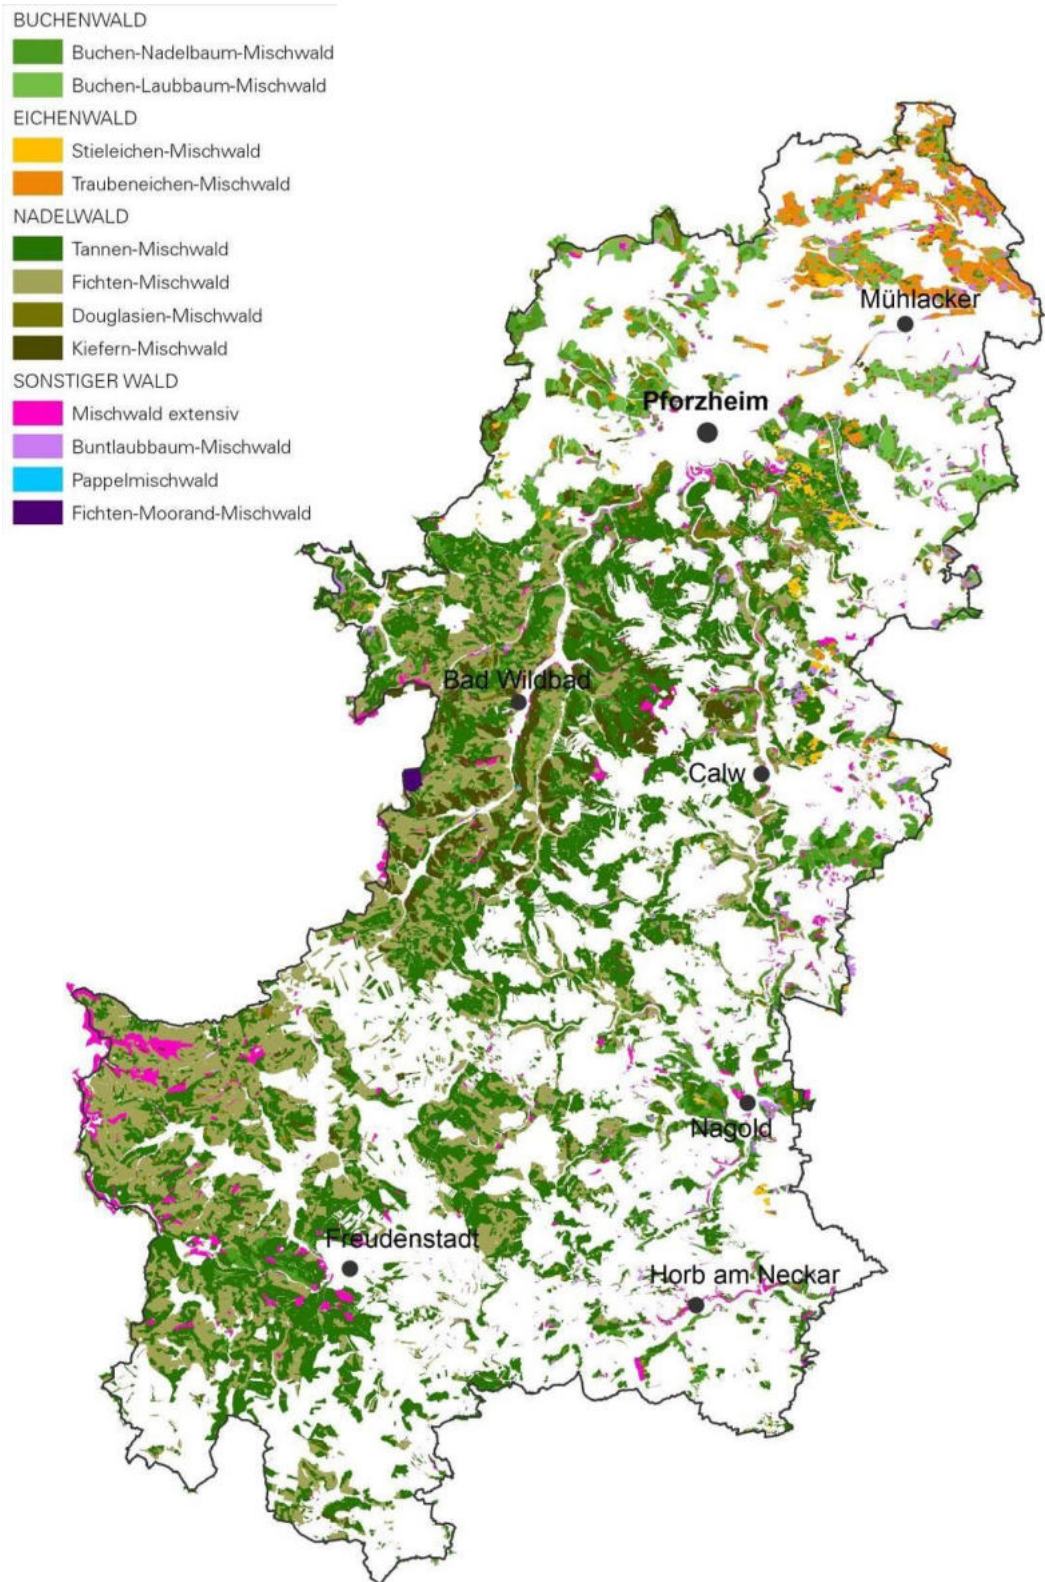 BUCHENWALD
Buchen-Nadelbaum-Mischwald
Buchen-Laubbaum-Mischwald
EICHENWALD
Stieleichen-Mischwald
Traubeneichen-Mischwald
NADELWALD
Tannen-Mischwald
Fichten-Mischwald
Douglasien-Mischwald
Kiefern-Mischwald
SONSTIGER WALD
Mischwald extensiv
Buntlaubbaum-Mischwald
Pappelmischwald
Fichten-Moorand-Mischwald
Mühlacker
Pforzheim
Bad Wildbad
Calw
Nagold
Freudenstadt
Horb am Neckar